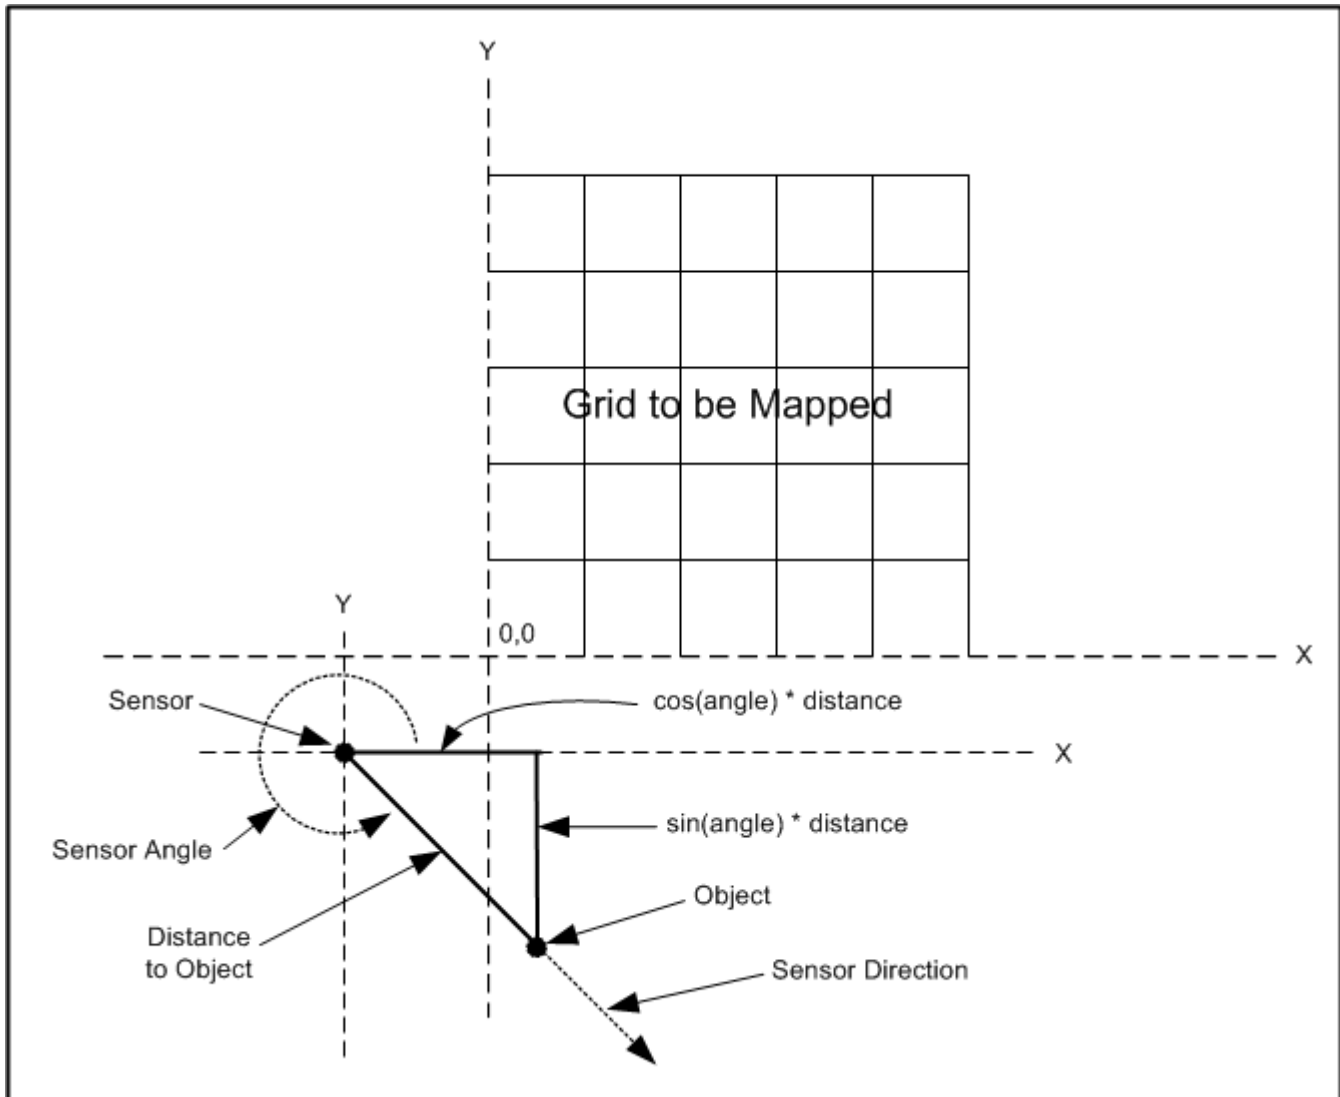 Y
Grid to be Mapped
Y
0,0
X
Sensor
cos(angle) * distance
X
sin(angle) * distance
Sensor Angle
Object
Distance
to Object
Sensor Direction